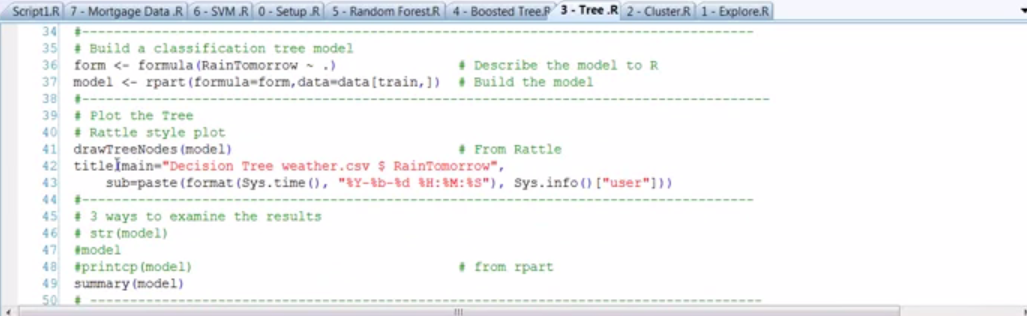 Script1.R 7 - Mortgage Data .R 6 - SVM .R 0 - Setup .R 5 - Random Forest.R 4 - Boosted Tree.R 3 - Tree .R 2 - Cluster.R 1 - Explore.R
34 #----------------------------------------------------------------------------------------
35 # Build a classification tree model
36 form <- formula(RainTomorrow ~ .) # Describe the model to R
37 model <- rpart(formula=form,data=data[train,]) # Build the model
38 #------------------------------------------------------------------------------------------
39 # Plot the Tree
40 # Rattle style plot
41 drawTreeNodes(model) # From Rattle
42 title(main="Decision Tree weather.csv $ RainTomorrow",
43 sub=paste(format(Sys.time(), "%Y-%b-%d %H:%M:%S"), Sys.info()["user"]))
44 #----------------------------------------------------------------------------------------
45 # 3 ways to examine the results
46 # str(model)
47 #model
48 #printcp(model) # from rpart
49 summary(model)
50 # ----------------------------------------------------------------------------------------